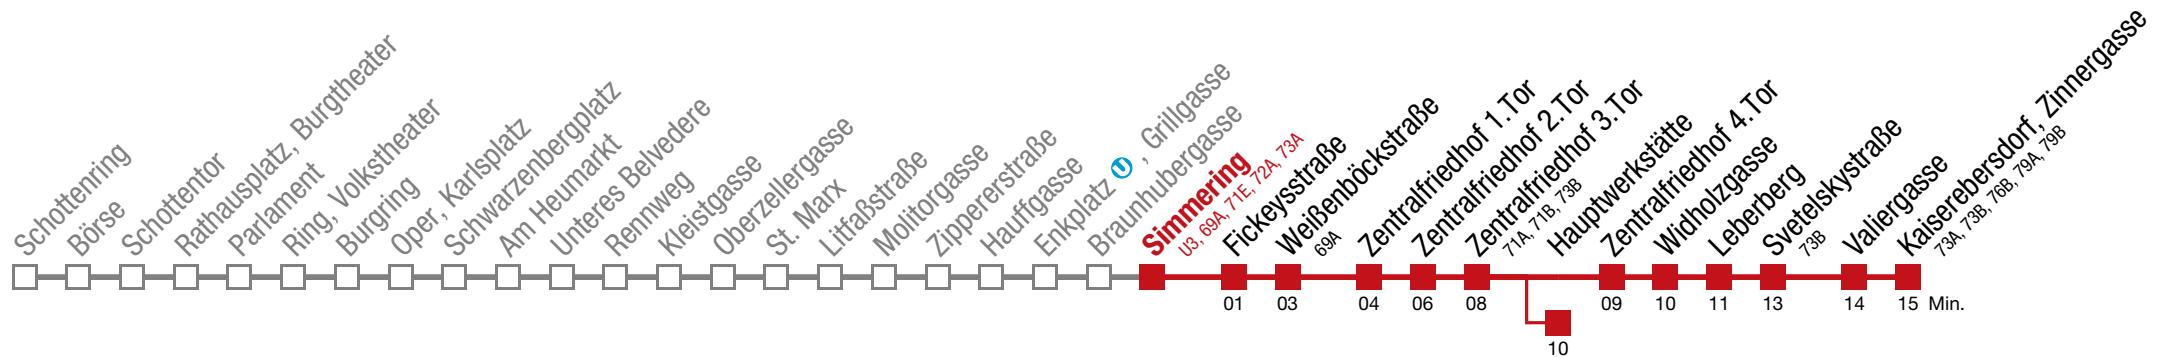 Schottenring
Börse
Schottentor
Rathausplatz, Burgtheater
Parlament
Ring, Volkstheater
Burgring
Oper, Karlsplatz
Schwarzenbergplatz
Am Heumarkt
Unteres Belvedere
Rennweg
Kleistgasse
Oberzellergasse
St. Marx
Litfaßstraße
Molitorgasse
Zippererstraße
Hauffgasse
Enkplatz U, Grillgasse
Braunhubergasse
Simmering
U3, 69A, 71E, 72A, 73A
Fickeysstraße
Weißenböckstraße
69A
Zentralfriedhof 1.Tor
Zentralfriedhof 2.Tor
Zentralfriedhof 3.Tor
71A, 71B, 73B
Hauptwerkstätte
Zentralfriedhof 4.Tor
Widholzgasse
Leberberg
Svetelskystraße
73B
Valiergasse
Kaiserebersdorf, Zinnergasse
73A, 73B, 76B, 79A, 79B
01 03 04 06 08 09 10 11 13 14 15 Min.
10